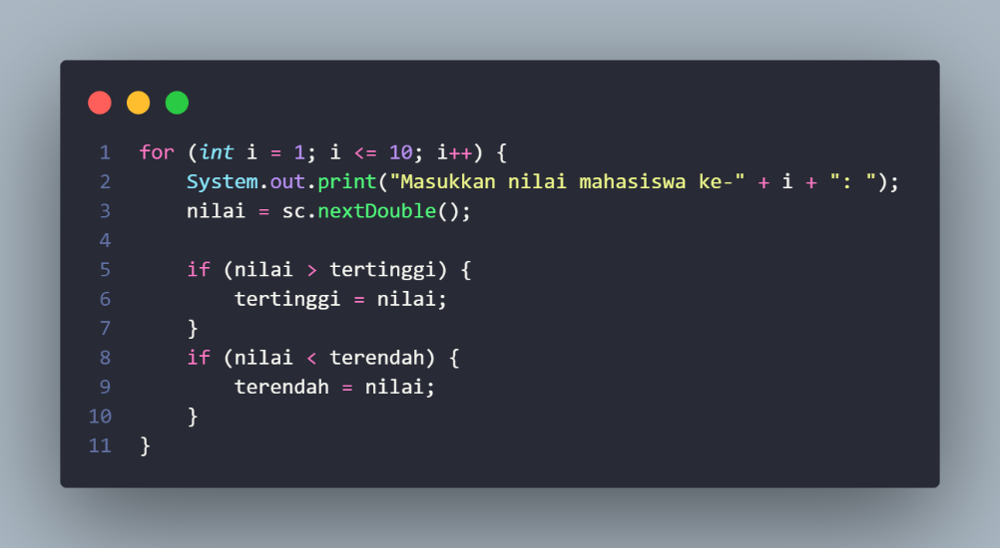 1 for (int i = 1; i <= 10; i++) {
2     System.out.print("Masukkan nilai mahasiswa ke-" + i + ": ");
3     nilai = sc.nextDouble();
4
5     if (nilai > tertinggi) {
6         tertinggi = nilai;
7     }
8     if (nilai < terendah) {
9         terendah = nilai;
10     }
11 }